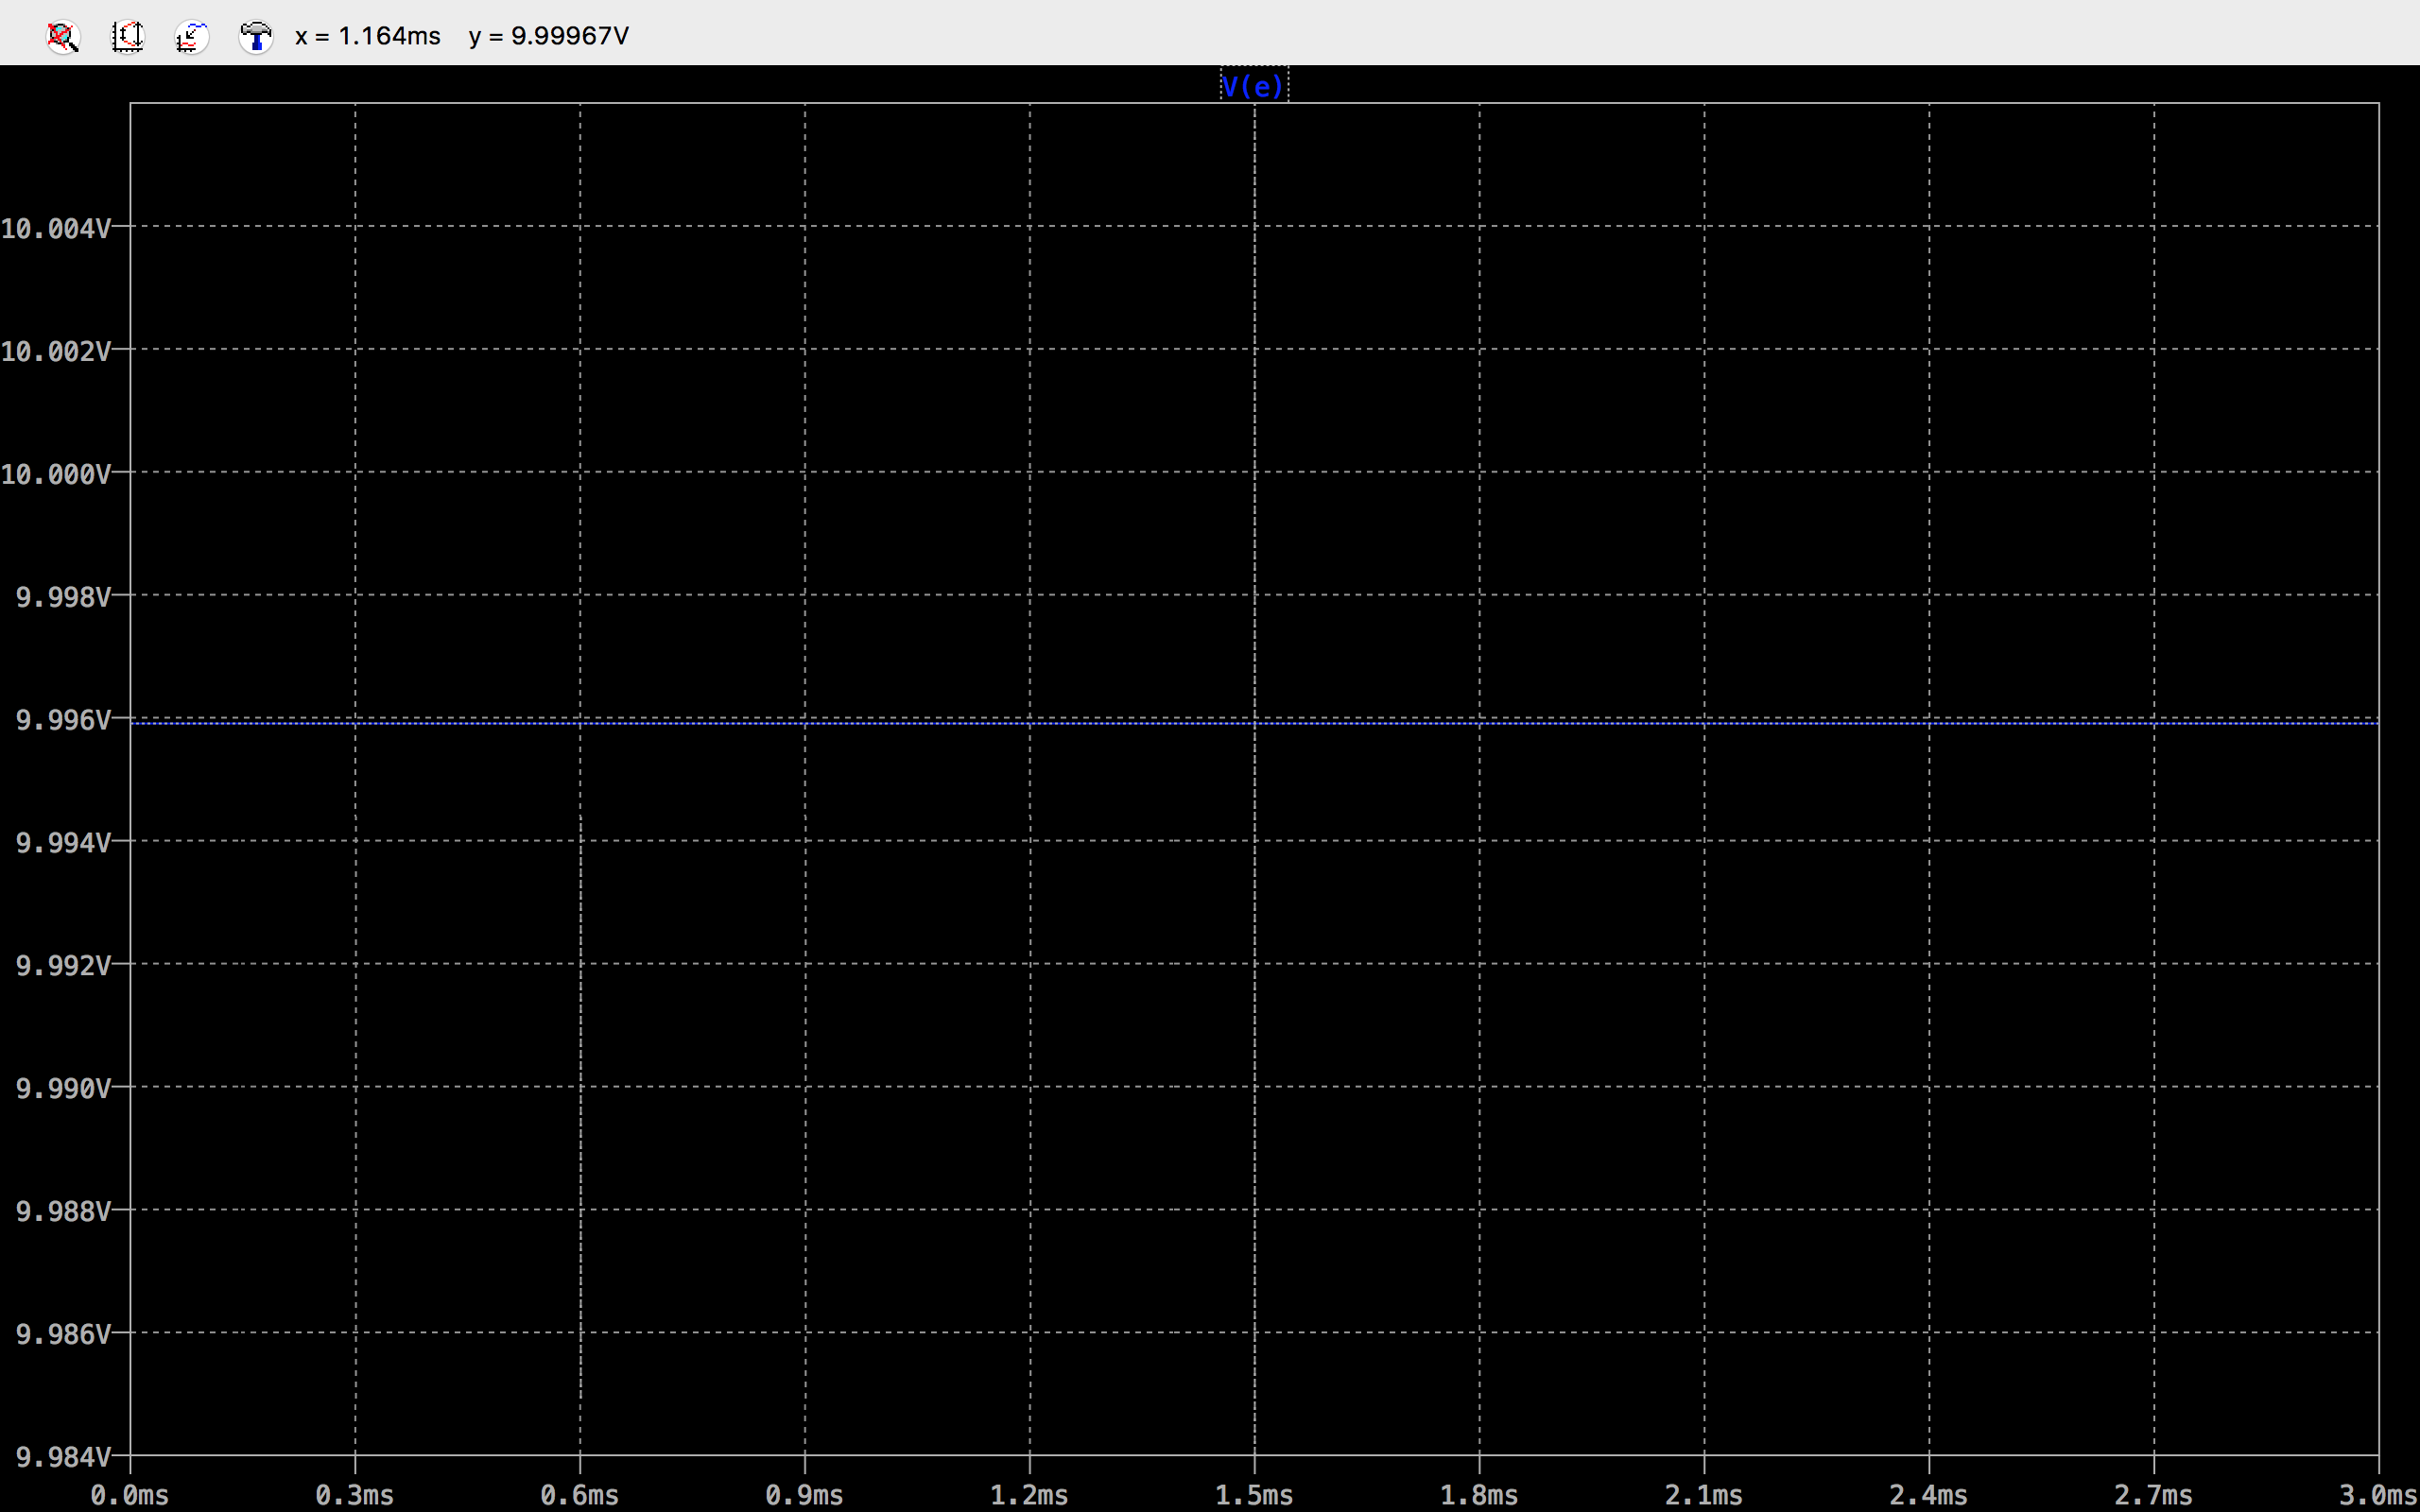 x = 1.164ms y = 9.99967V
V(e)
10.004V
10.002V
10.000V
9.998V
9.996V
9.994V
9.992V
9.990V
9.988V
9.986V
9.984V
0.0ms 0.3ms 0.6ms 0.9ms 1.2ms 1.5ms 1.8ms 2.1ms 2.4ms 2.7ms 3.0ms